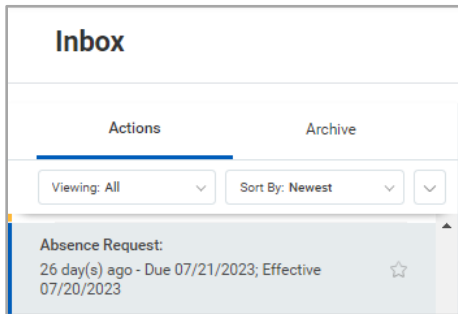 Inbox
Actions Archive
Viewing: All Sort By: Newest
Absence Request:
26 day(s) ago - Due 07/21/2023; Effective
07/20/2023